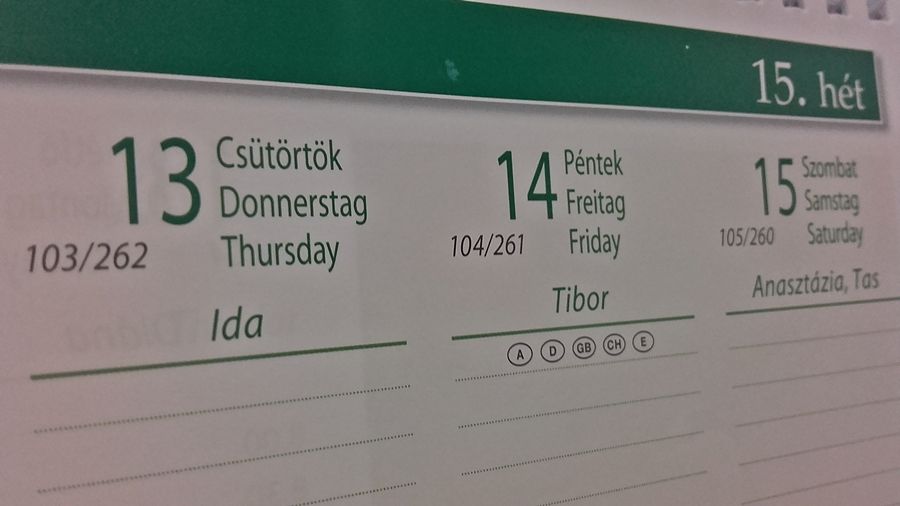 15. hét
13
Csütörtök
Donnerstag
Thursday
103/262
Ida
14
Péntek
Freitag
Friday
104/261
Tibor
A D GB CH E
15
Szombat
Samstag
Saturday
105/260
Anasztázia, Tas